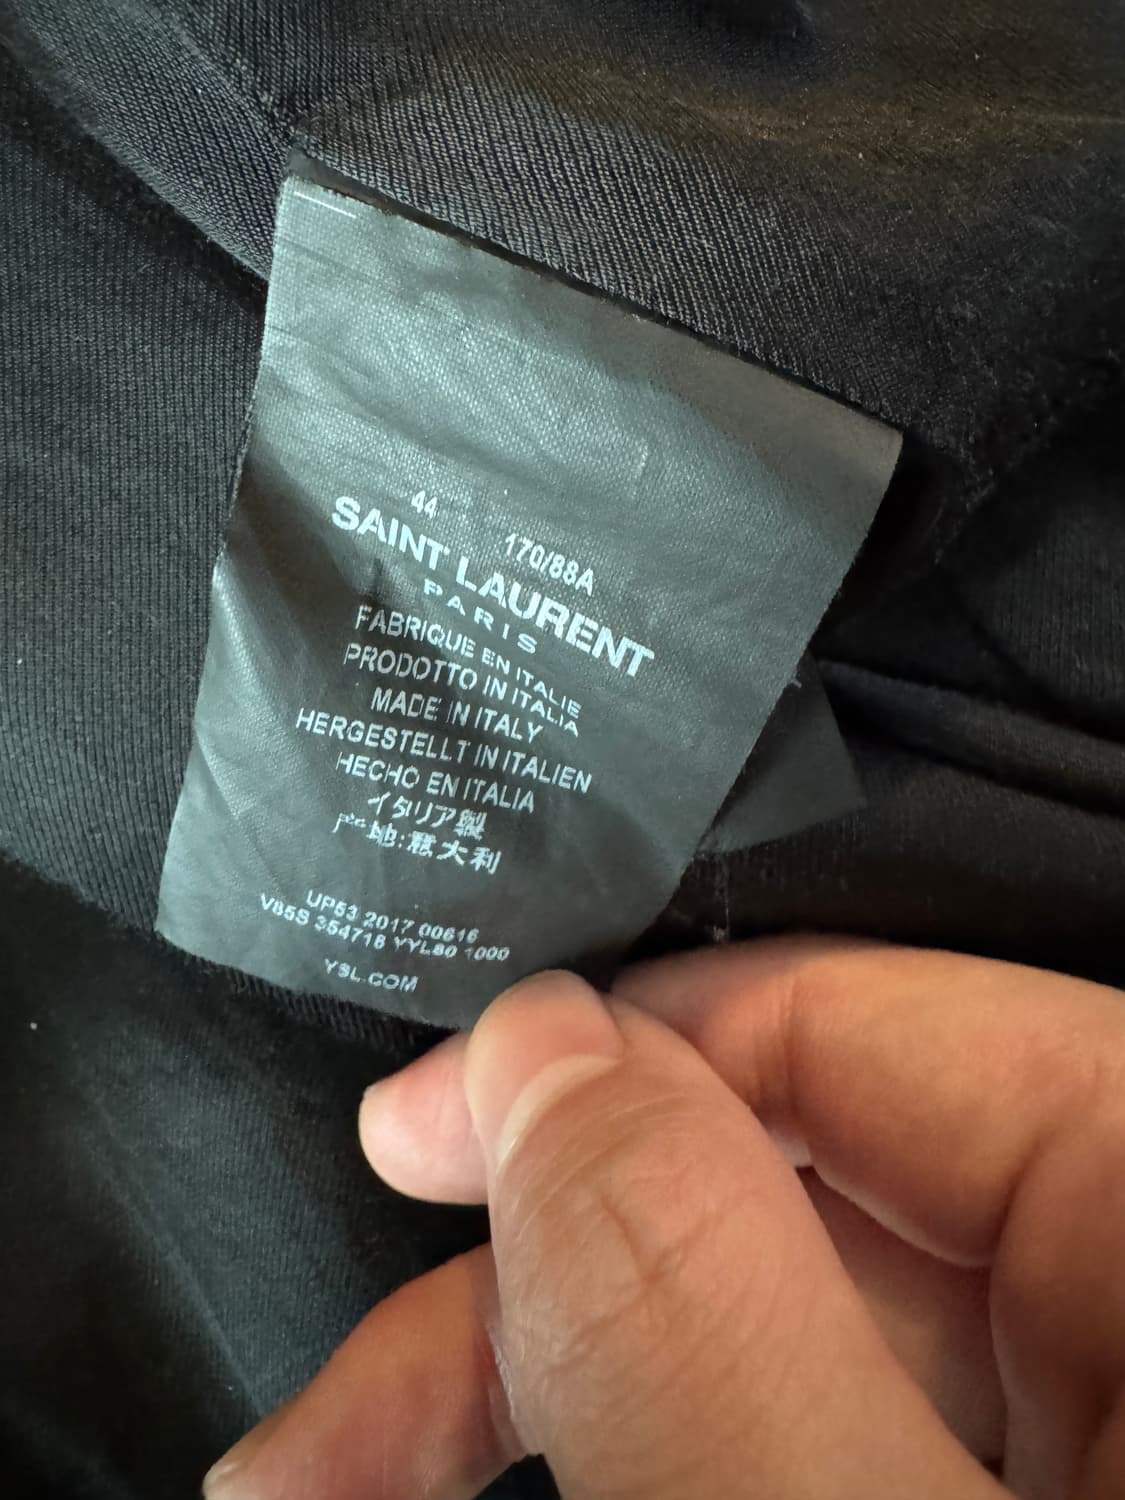 44 170/88A
SAINT LAURENT
PARIS
FABRIQUE EN ITALIE
PRODOTTO IN ITALIA
MADE IN ITALY
HERGESTELLT IN ITALIEN
HECHO EN ITALIA
イタリア製
产地:意大利
UP53 2017 00616
V85S 354716 YYL80 1000
YSL.COM